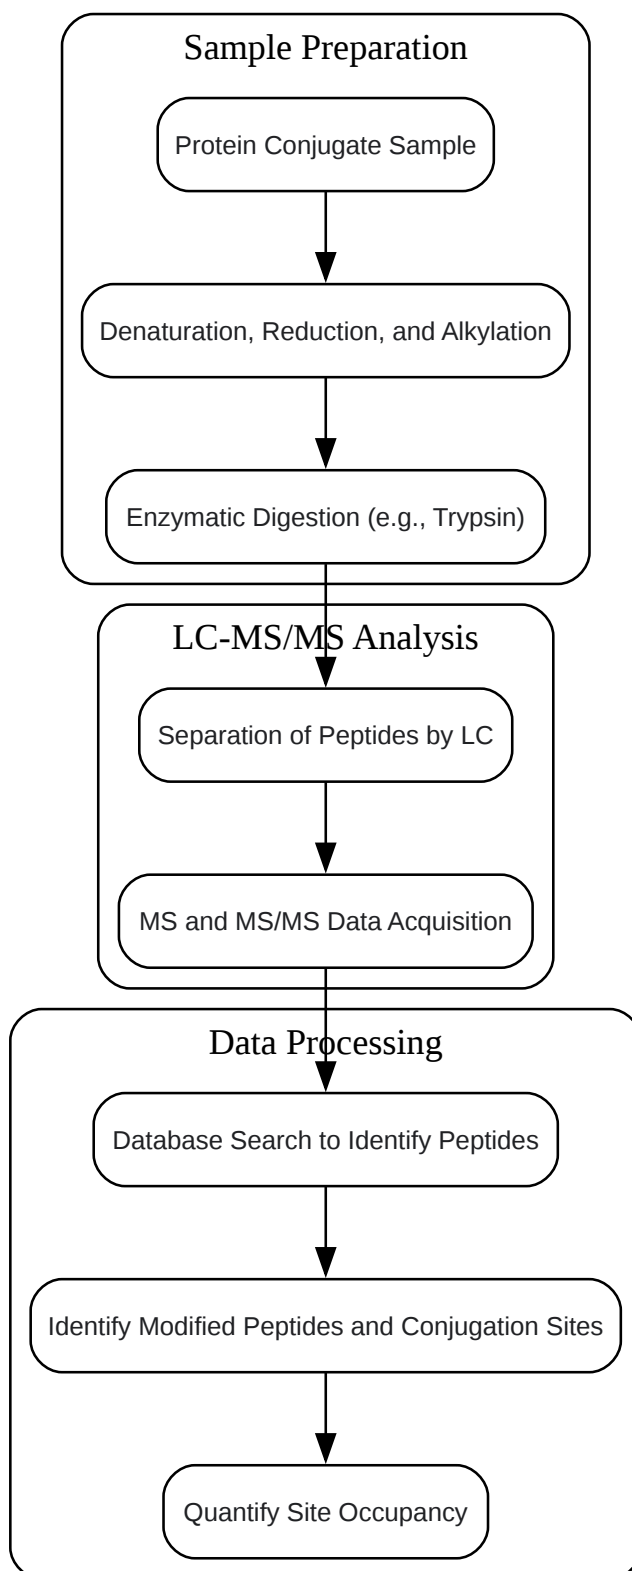 Sample Preparation
Protein Conjugate Sample
Denaturation, Reduction, and Alkylation
Enzymatic Digestion (e.g., Trypsin)
LC-MS/MS Analysis
Separation of Peptides by LC
MS and MS/MS Data Acquisition
Data Processing
Database Search to Identify Peptides
Identify Modified Peptides and Conjugation Sites
Quantify Site Occupancy